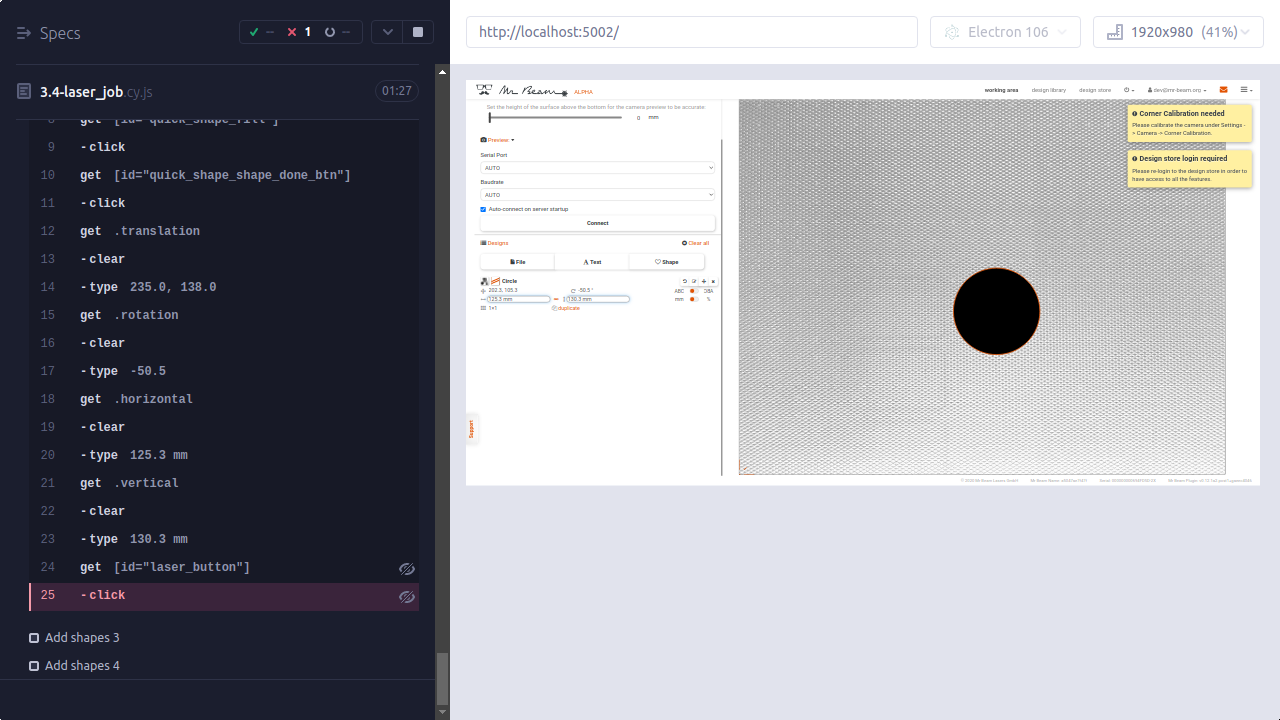 Specs
-- 1 --
3.4-laser_job.cy.js 01:27
8 get [id="quick_shape_fill"]
9 -click
10 get [id="quick_shape_shape_done_btn"]
11 -click
12 get .translation
13 -clear
14 -type 235.0, 138.0
15 get .rotation
16 -clear
17 -type -50.5
18 get .horizontal
19 -clear
20 -type 125.3 mm
21 get .vertical
22 -clear
23 -type 130.3 mm
24 get [id="laser_button"]
25 -click
Add shapes 3
Add shapes 4
http://localhost:5002/
Electron 106
1920x980 (41%)
Mr Beam ALPHA
working area design library design store dev@mr-beam.org
Set the height of the surface above the bottom for the camera preview to be accurate
0 mm
Preview
Serial Port
AUTO
Baudrate
AUTO
Auto-connect on server startup
Connect
Designs Clear all
File Text Shape
Circle
202.3, 105.3 -50.5 °
125.3 mm 130.3 mm
mm %
1×1 duplicate
ABC
Support
Corner Calibration needed
Please calibrate the camera under Settings -
> Camera -> Corner Calibration.
Design store login required
Please re-login to the design store in order to
have access to all the features.